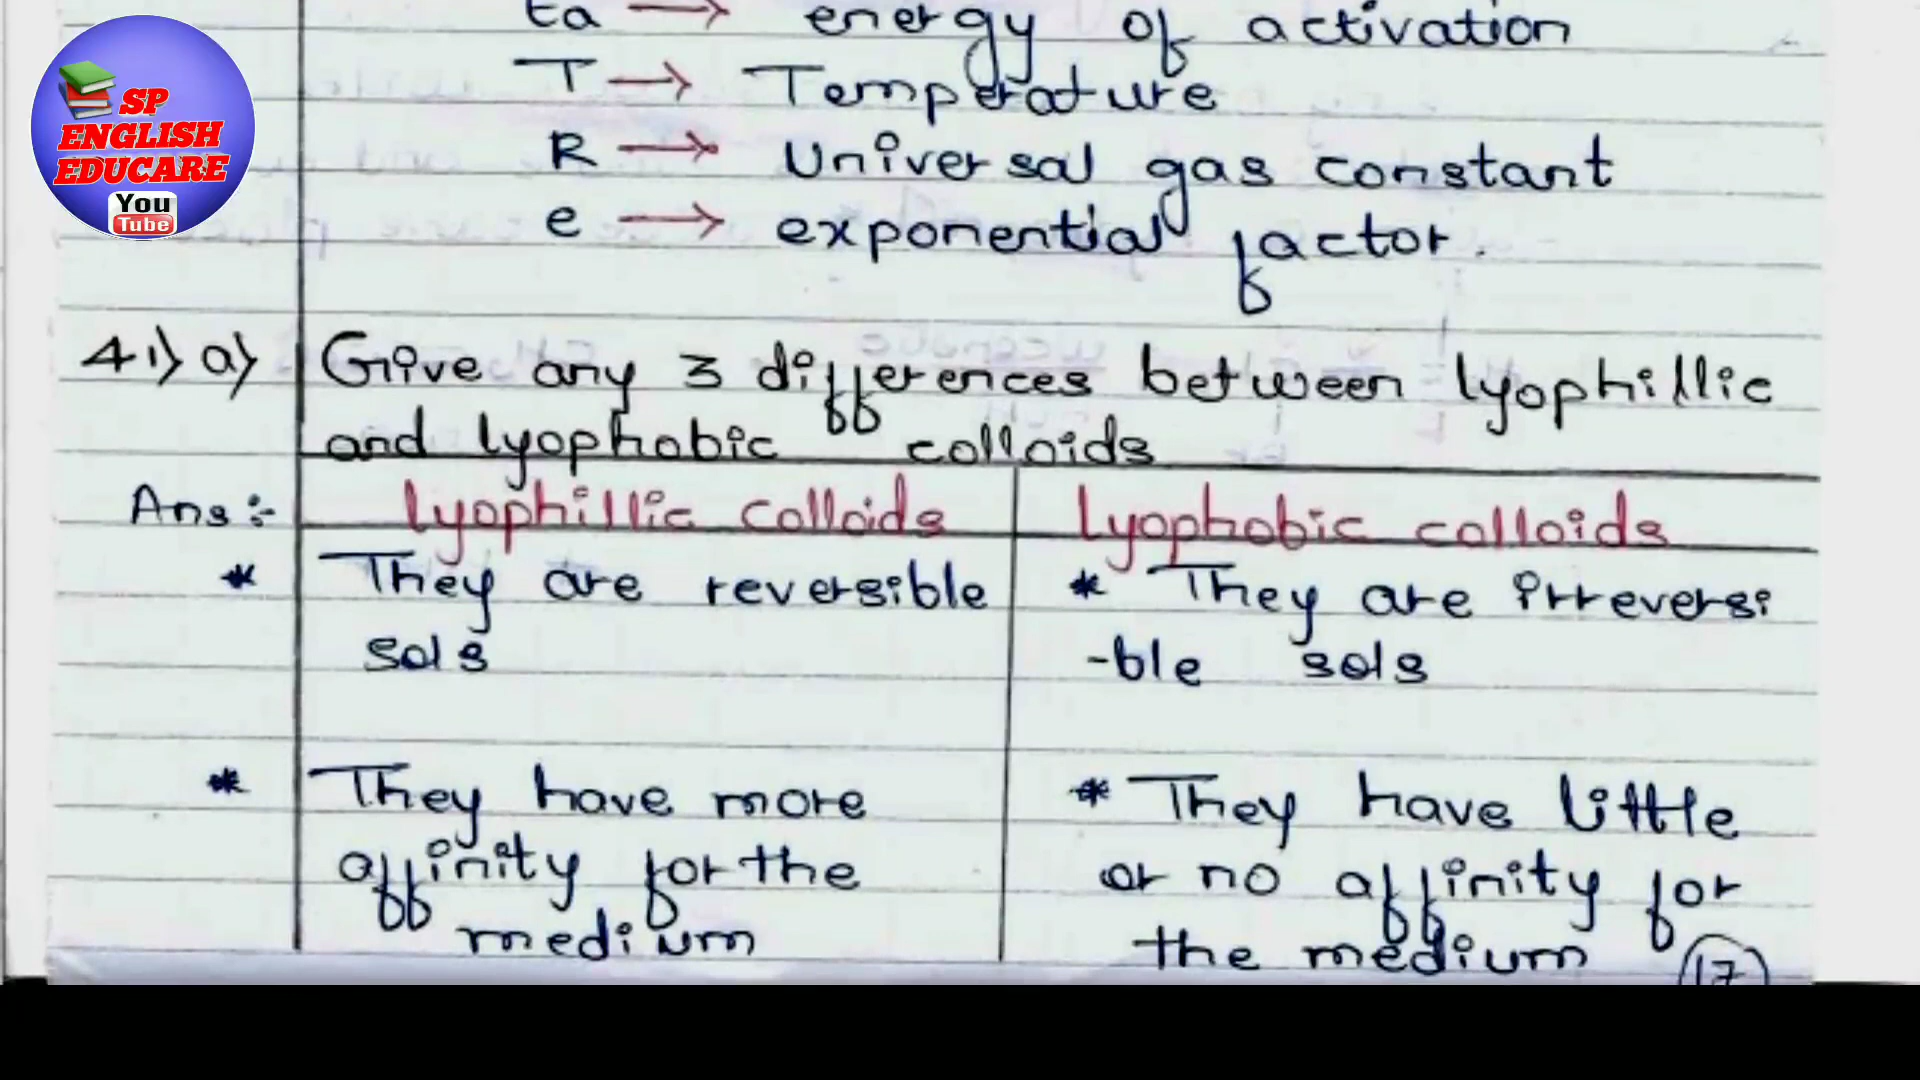 Ea → energy of activation
SP
ENGLISH
EDUCARE
You
Tube
T → Temperature
R → Universal gas constant
e → exponential factor.
41) a) Give any 3 differences between lyophillic
and lyophobic colloids
Ans :- lyophillic colloids Lyophobic colloids
* They are reversible * They are irreversi
sols -ble sols
* They have more * They have little
affinity for the or no affinity for
medium the medium
17